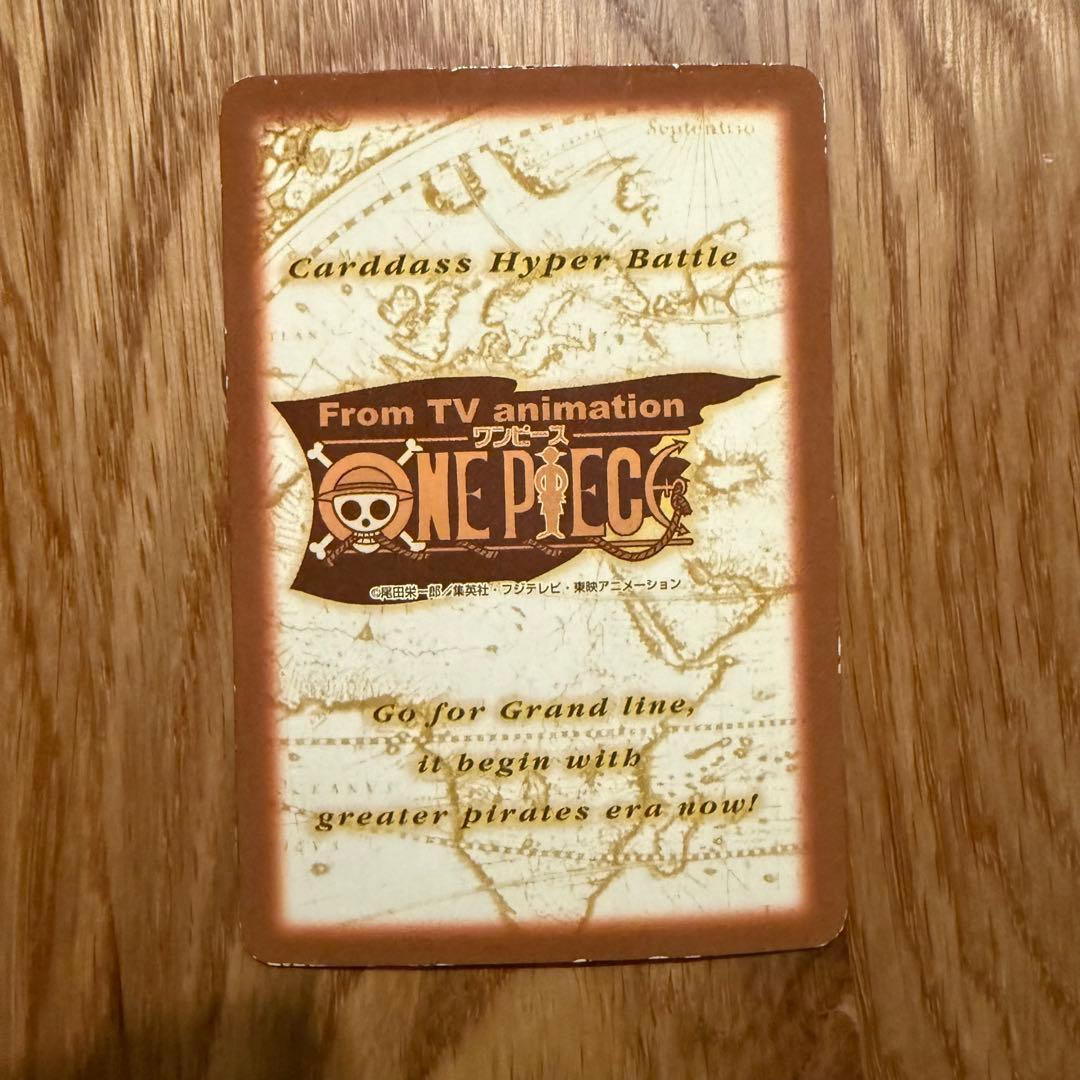 Septentrio
Carddass Hyper Battle
From TV animation
ワンピース
ONE PIECE
©尾田栄一郎／集英社・フジテレビ・東映アニメーション
Go for Grand line,
it begin with
greater pirates era now!